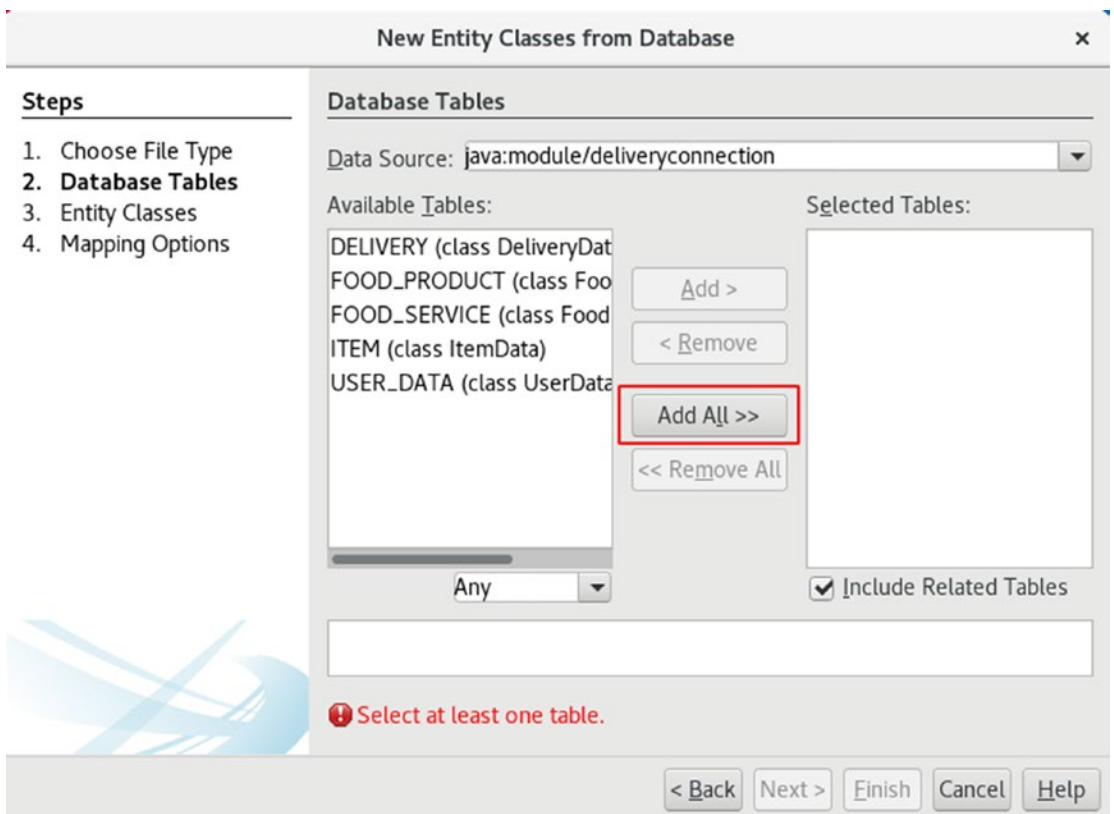 New Entity Classes from Database
×
Steps
1. Choose File Type
2. Database Tables
3. Entity Classes
4. Mapping Options
Database Tables
Data Source: java:module/deliveryconnection
Available Tables:
DELIVERY (class DeliveryDat
FOOD_PRODUCT (class Foo
FOOD_SERVICE (class Food
ITEM (class ItemData)
USER_DATA (class UserData
Any
Add >
< Remove
Add All >>
<< Remove All
Selected Tables:
Include Related Tables
Select at least one table.
< Back Next > Finish Cancel Help